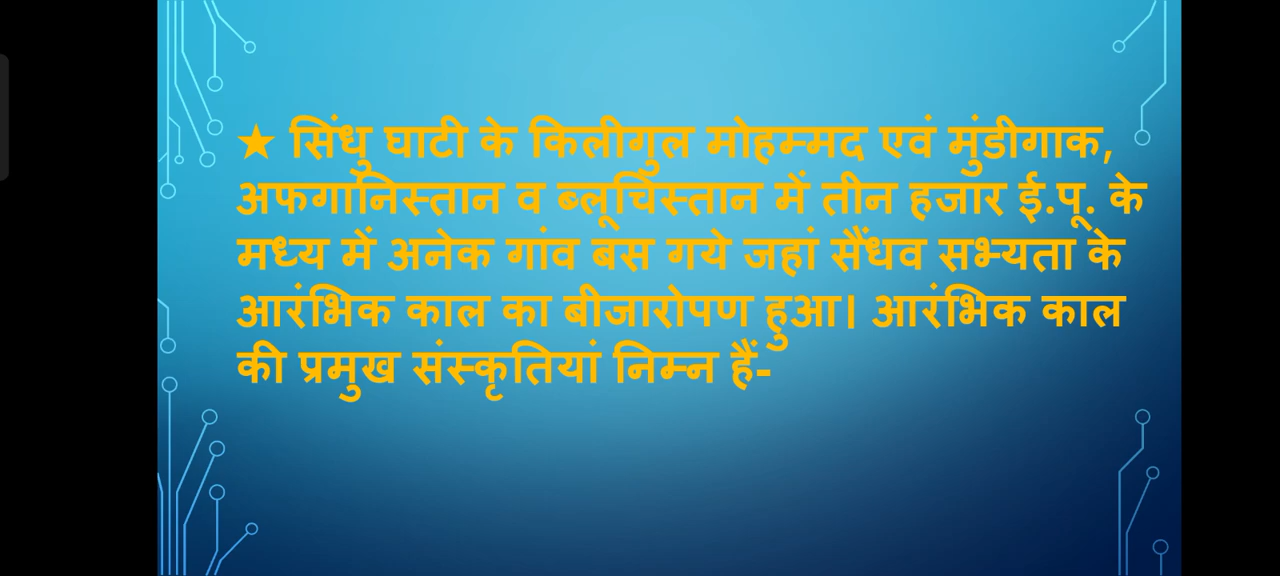 ★ सिंधु घाटी के किलीगुल मोहम्मद एवं मुंडीगाक,
अफगानिस्तान व ब्लूचिस्तान में तीन हजार ई.पू. के
मध्य में अनेक गांव बस गये जहां सैंधव सभ्यता के
आरंभिक काल का बीजारोपण हुआ। आरंभिक काल
की प्रमुख संस्कृतियां निम्न हैं-